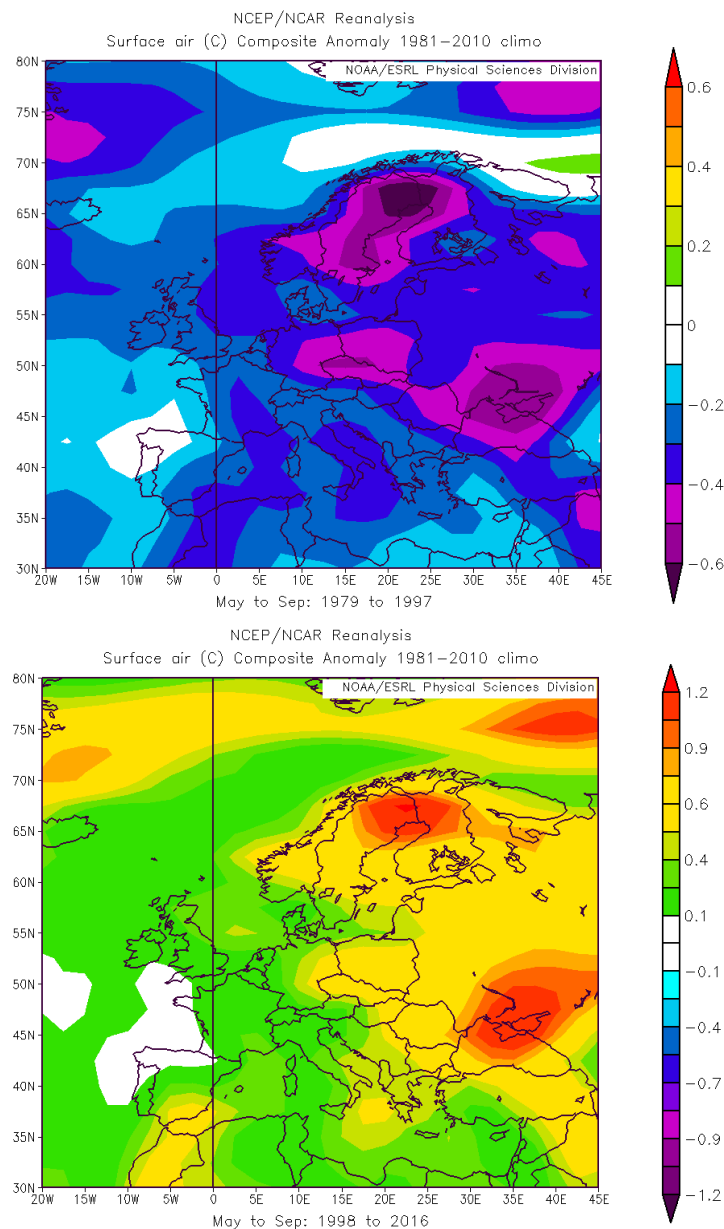 NCEP/NCAR Reanalysis
Surface air (C) Composite Anomaly 1981-2010 climo
NOAA/ESRL Physical Sciences Division
80N
75N
70N
65N
60N
55N
50N
45N
40N
35N
30N
20W 15W 10W 5W 0 5E 10E 15E 20E 25E 30E 35E 40E 45E
May to Sep: 1979 to 1997
0.6
0.4
0.2
0
-0.2
-0.4
-0.6
NCEP/NCAR Reanalysis
Surface air (C) Composite Anomaly 1981-2010 climo
NOAA/ESRL Physical Sciences Division
80N
75N
70N
65N
60N
55N
50N
45N
40N
35N
30N
20W 15W 10W 5W 0 5E 10E 15E 20E 25E 30E 35E 40E 45E
May to Sep: 1998 to 2016
1.2
0.9
0.6
0.4
0.1
-0.1
-0.4
-0.6
-0.9
-1.2